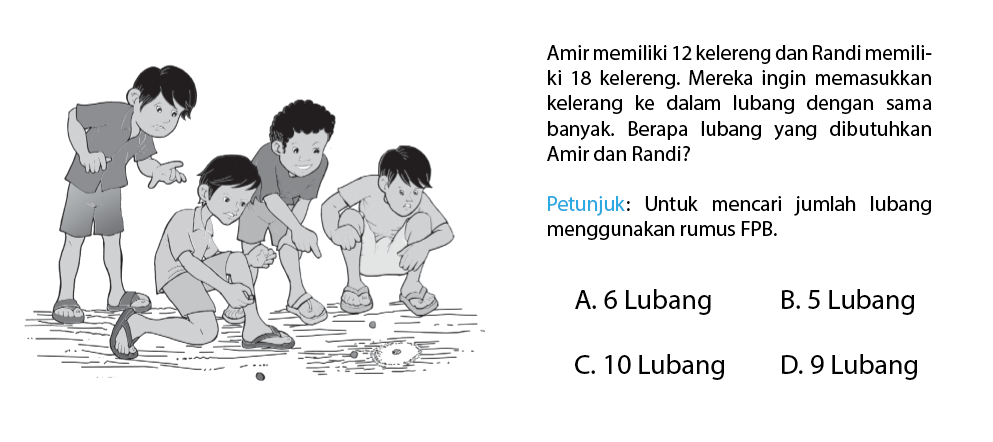 Amir memiliki 12 kelereng dan Randi memili-
ki 18 kelereng. Mereka ingin memasukkan
kelerang ke dalam lubang dengan sama
banyak. Berapa lubang yang dibutuhkan
Amir dan Randi?
Petunjuk: Untuk mencari jumlah lubang
menggunakan rumus FPB.
A. 6 Lubang B. 5 Lubang
C. 10 Lubang D. 9 Lubang